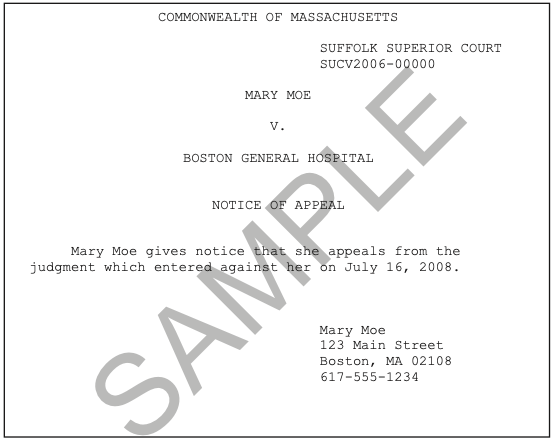 COMMONWEALTH OF MASSACHUSETTS
SUFFOLK SUPERIOR COURT
SUCV2006-00000
MARY MOE
V.
BOSTON GENERAL HOSPITAL
NOTICE OF APPEAL
Mary Moe gives notice that she appeals from the
judgment which entered against her on July 16, 2008.
Mary Moe
123 Main Street
Boston, MA 02108
617-555-1234
SAMPLE